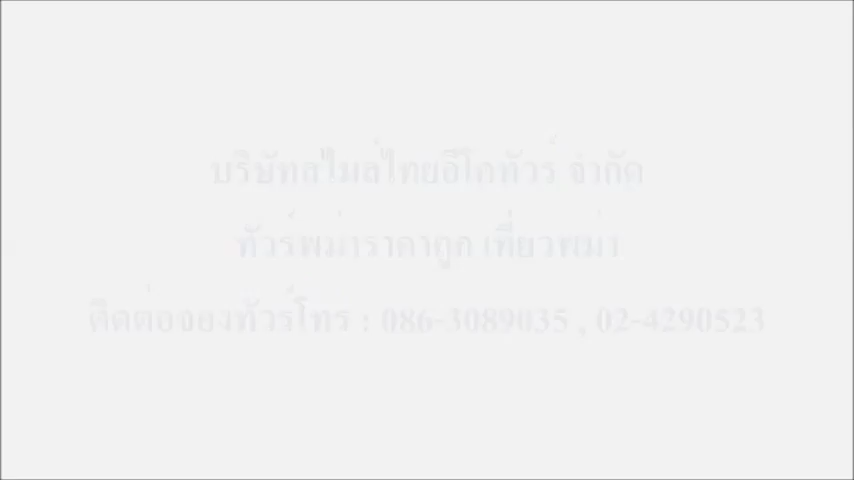 บริษัทสไมล์ไทยอีโคทัวร์ จำกัด
ทัวร์พม่าราคาถูก เที่ยวพม่า
ติดต่อจองทัวร์โทร : 086-3089035 , 02-4290523